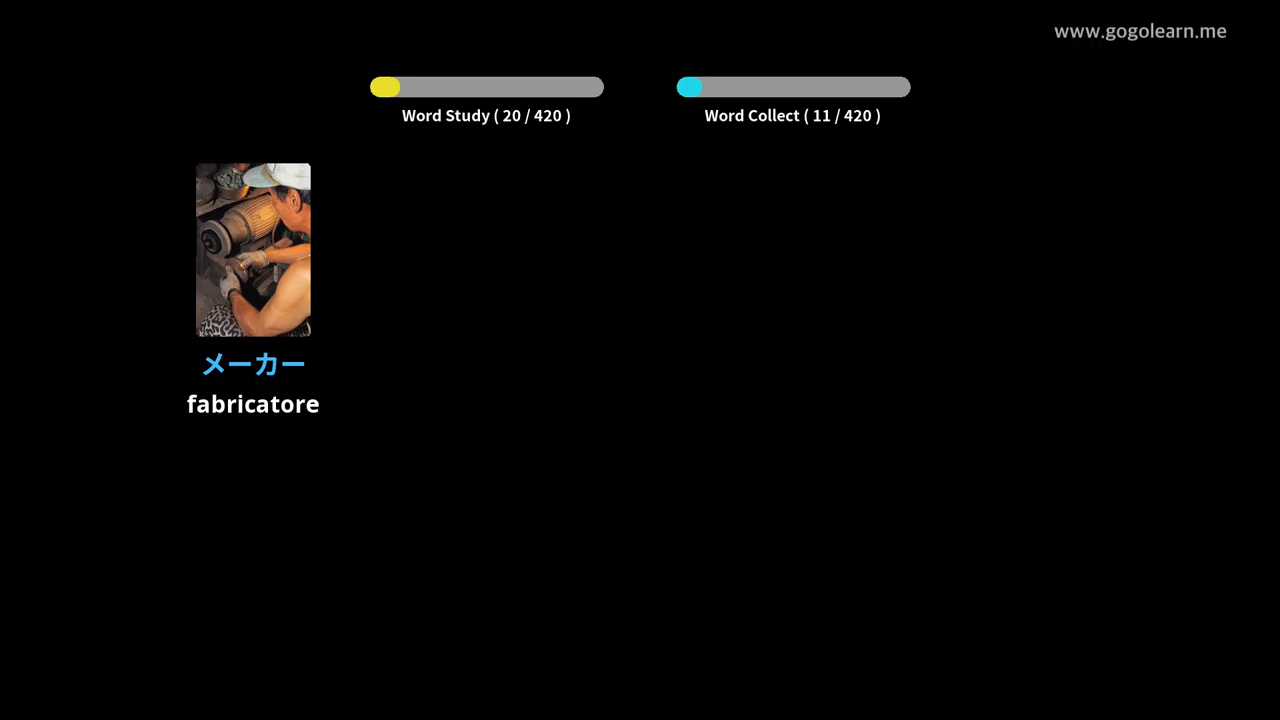 www.gogolearn.me
Word Study ( 20 / 420 )
Word Collect ( 11 / 420 )
メーカー
fabricatore